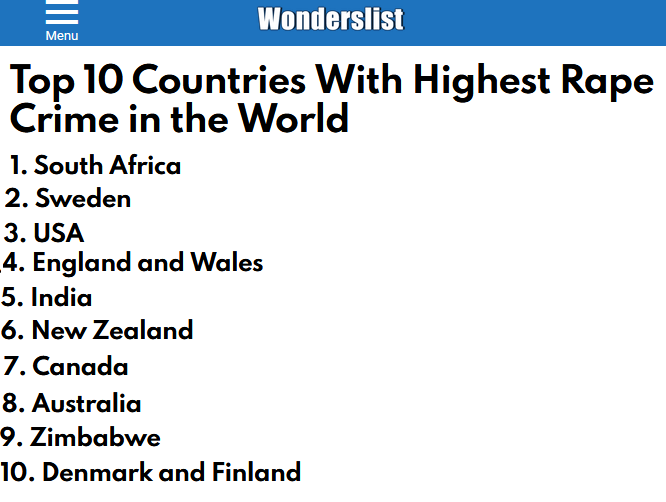 Menu
Wonderslist
Top 10 Countries With Highest Rape
Crime in the World
1. South Africa
2. Sweden
3. USA
4. England and Wales
5. India
6. New Zealand
7. Canada
8. Australia
9. Zimbabwe
10. Denmark and Finland